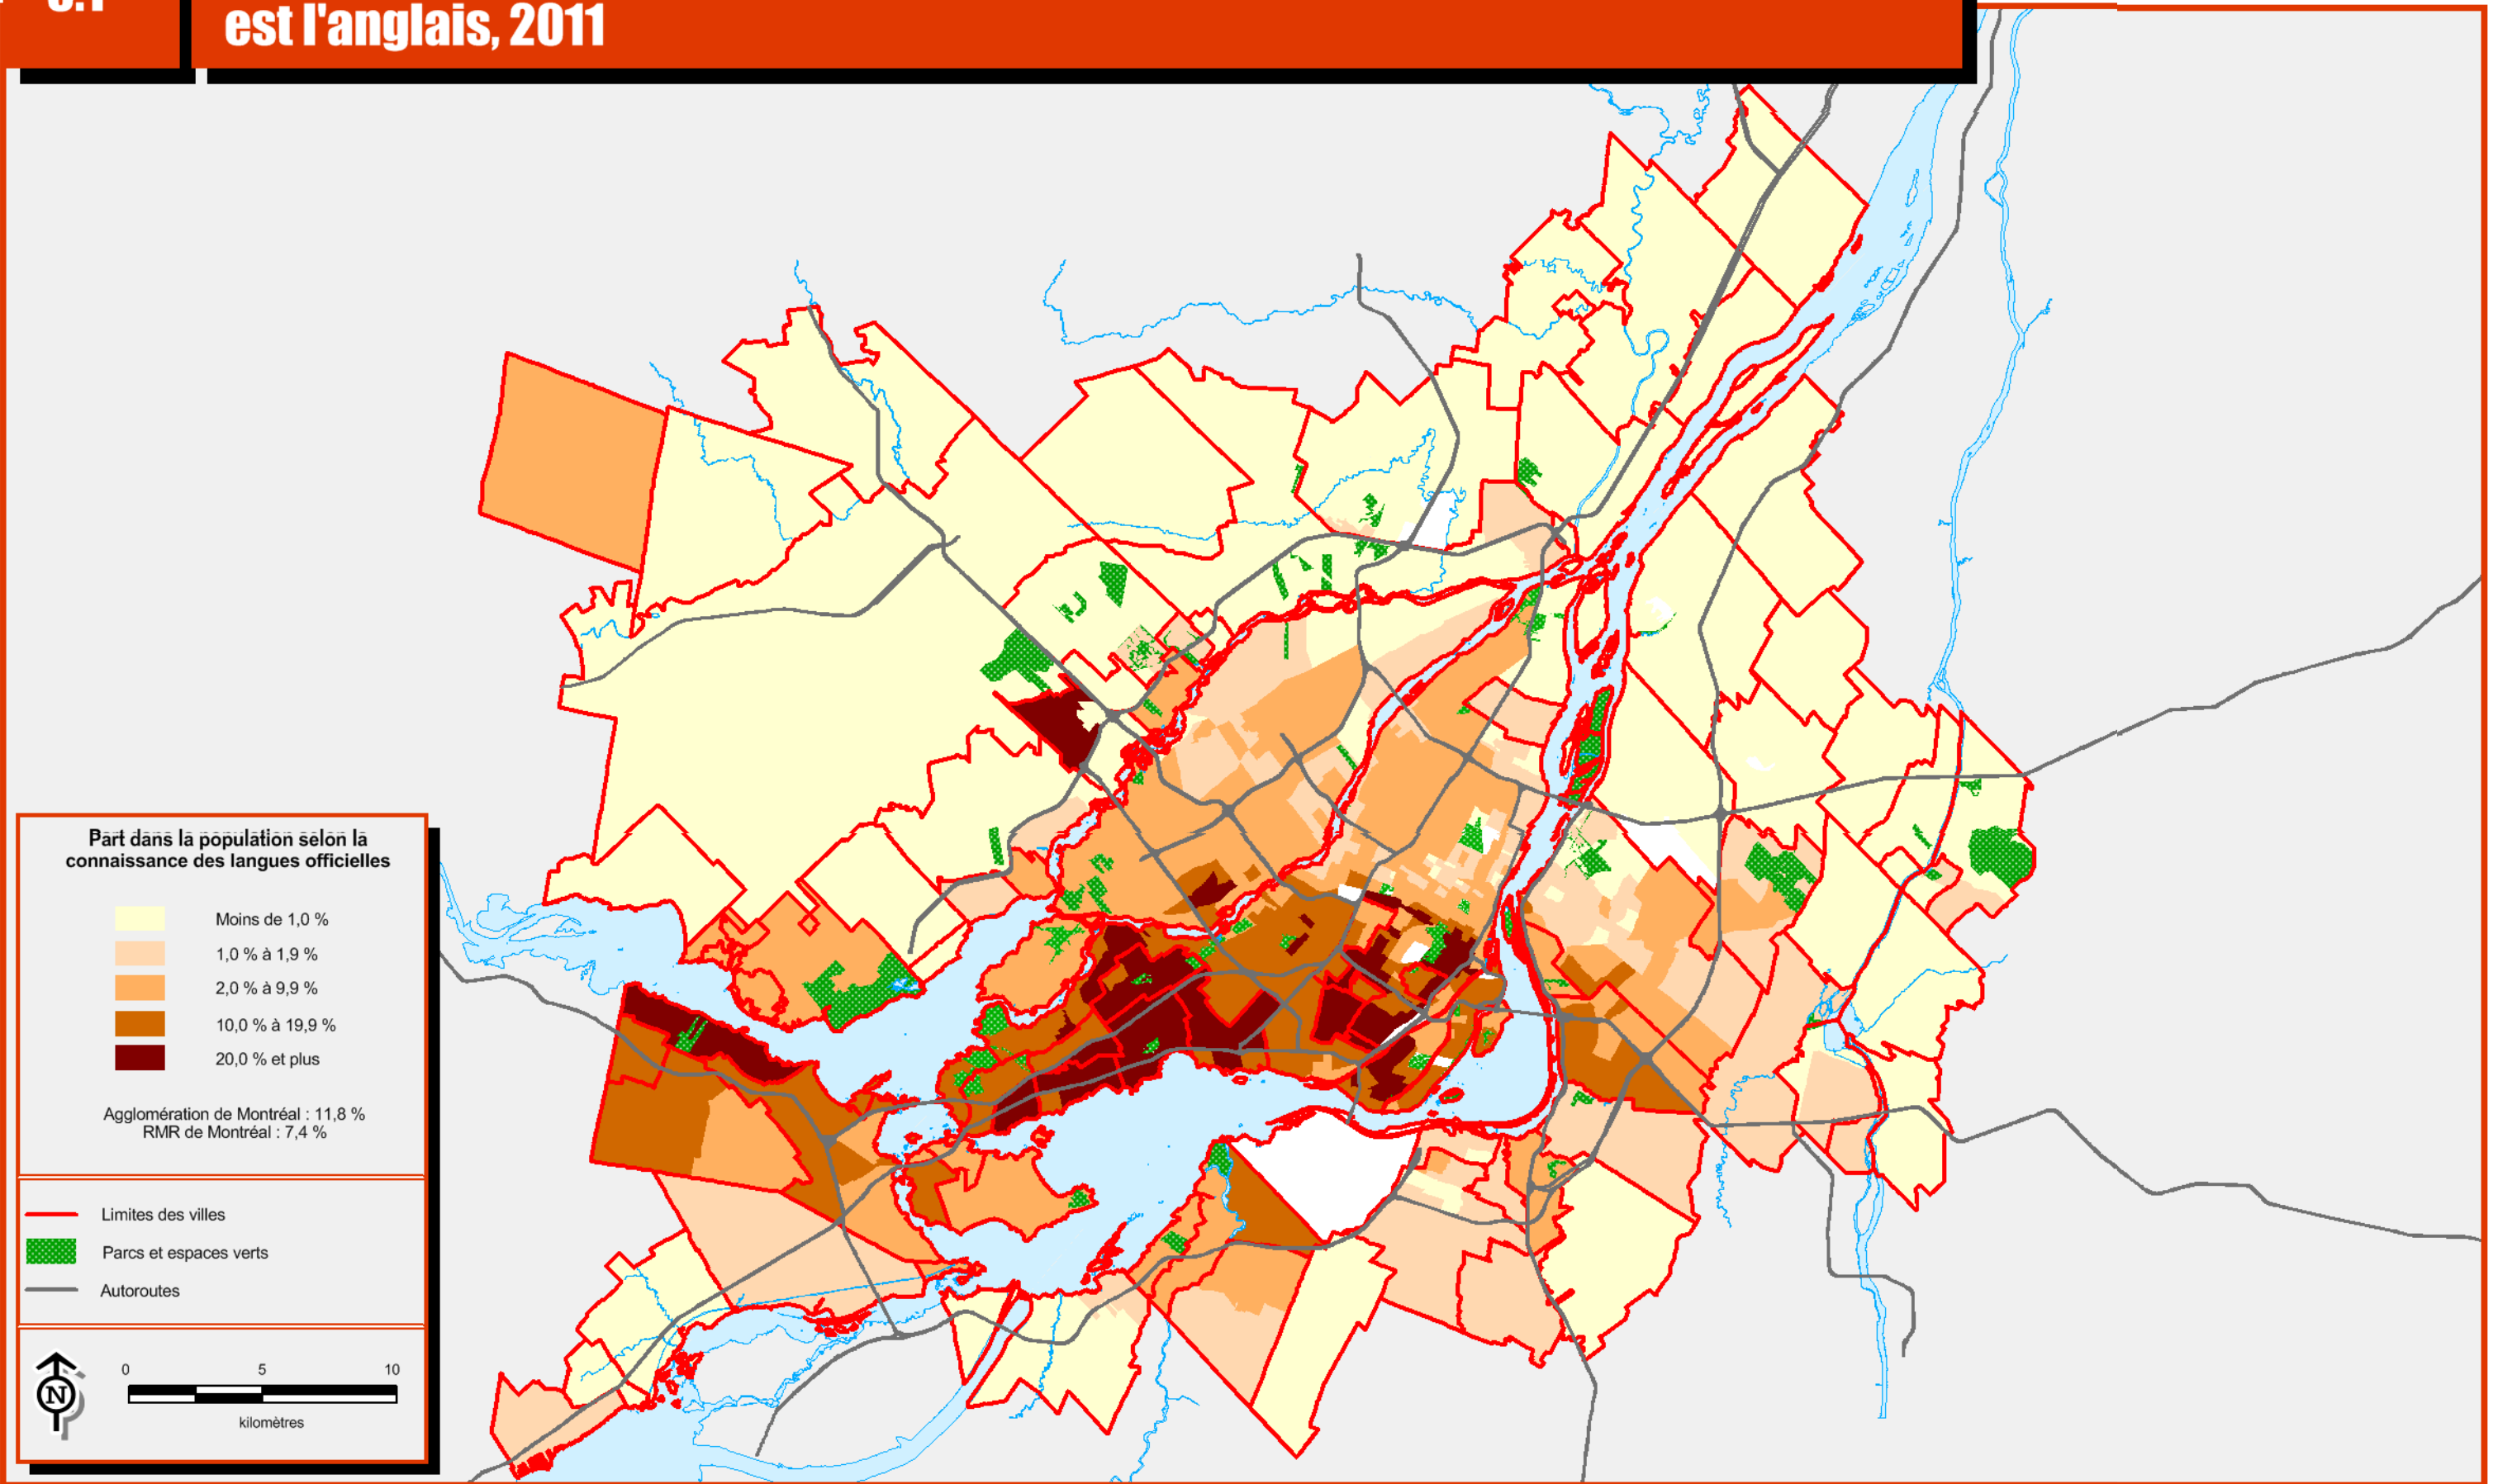 est l'anglais, 2011
Part dans la population selon la
connaissance des langues officielles
Moins de 1,0 %
1,0 % à 1,9 %
2,0 % à 9,9 %
10,0 % à 19,9 %
20,0 % et plus
Agglomération de Montréal : 11,8 %
RMR de Montréal : 7,4 %
Limites des villes
Parcs et espaces verts
Autoroutes
N
0 5 10
kilomètres